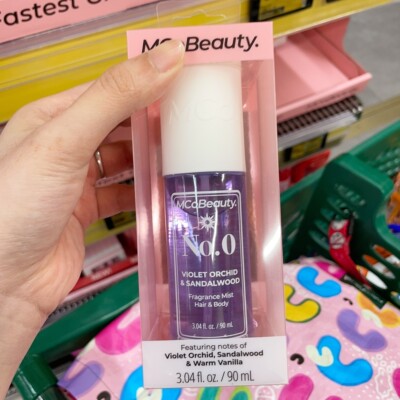 Fastest
MCoBeauty.
MCoBeauty.
No.0
VIOLET ORCHID
& SANDALWOOD
Fragrance Mist
Hair & Body
3.04 fl. oz. / 90 mL
Featuring notes of
Violet Orchid, Sandalwood
& Warm Vanilla
3.04 fl. oz. / 90 mL